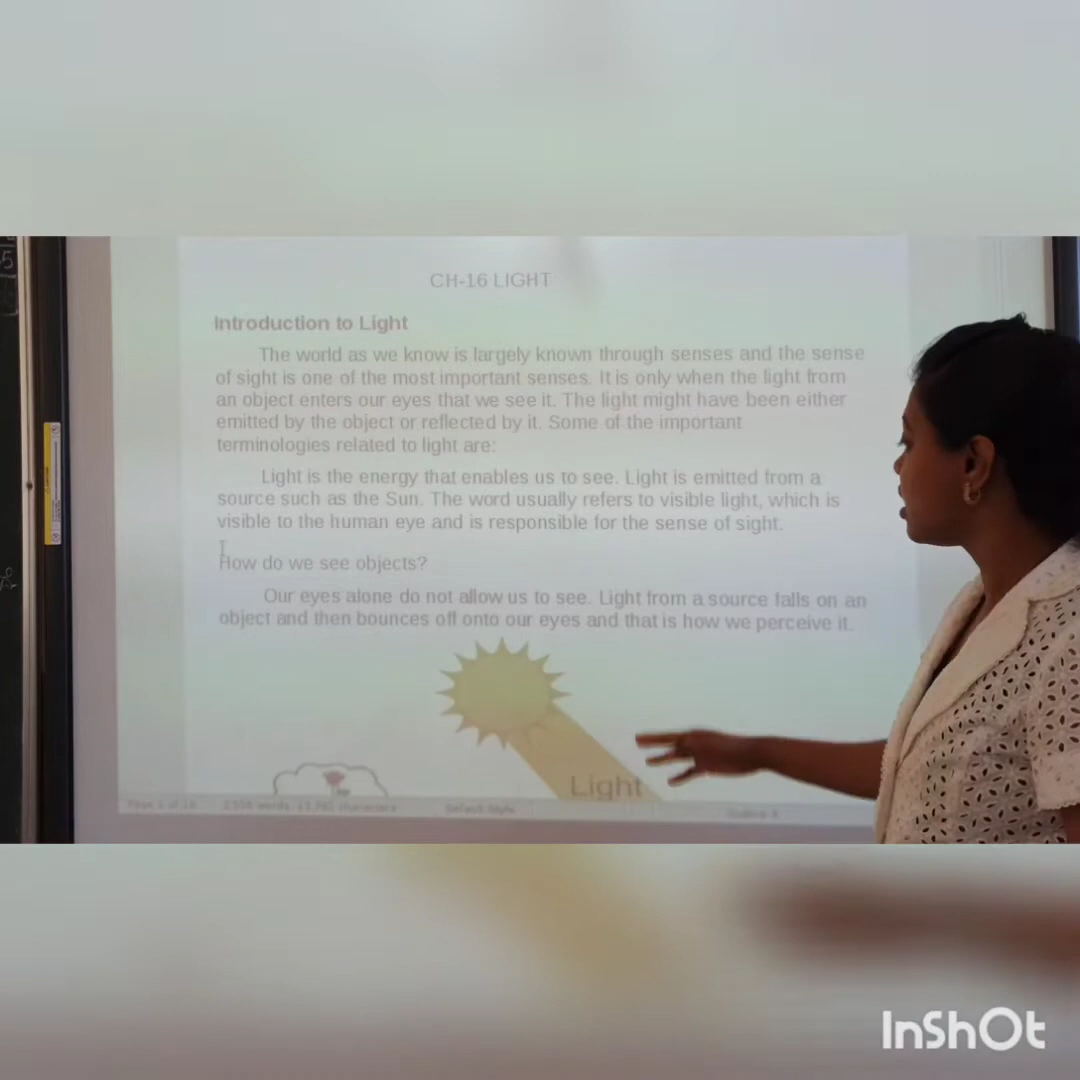 CH-16 LIGHT
Introduction to Light
The world as we know is largely known through senses and the sense
of sight is one of the most important senses. It is only when the light from
an object enters our eyes that we see it. The light might have been either
emitted by the object or reflected by it. Some of the important
terminologies related to light are:
Light is the energy that enables us to see. Light is emitted from a
source such as the Sun. The word usually refers to visible light, which is
visible to the human eye and is responsible for the sense of sight.
How do we see objects?
Our eyes alone do not allow us to see. Light from a source falls on an
object and then bounces off onto our eyes and that is how we perceive it.
Light
Default Style
InShOt